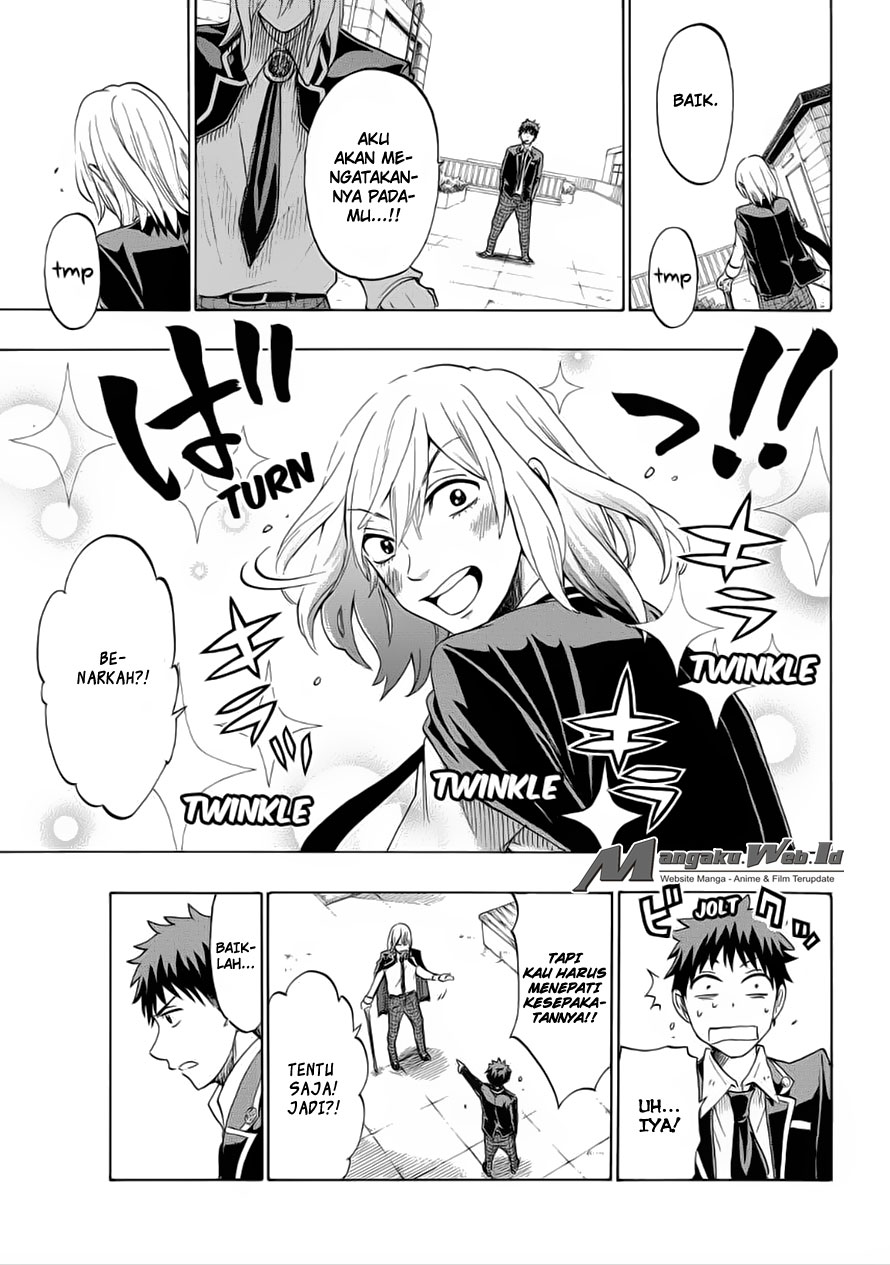 BAIK.
tmp
AKU
AKAN ME-
NGATAKAN-
NYA PADA-
MU...!!
tmp
ばっ!!
TURN
キラ
TWINKLE
キラ
TWINKLE
キラ
TWINKLE
BE-
NARKAH?!
Mangaku.Web.Id
Website Manga - Anime & Film Terupdate
ビクッ
JOLT
UH...
IYA!
TAPI
KAU HARUS
MENEPATI
KESEPAKA-
TANNYA!!
TENTU
SAJA!
JADI?!
BAIK-
LAH...